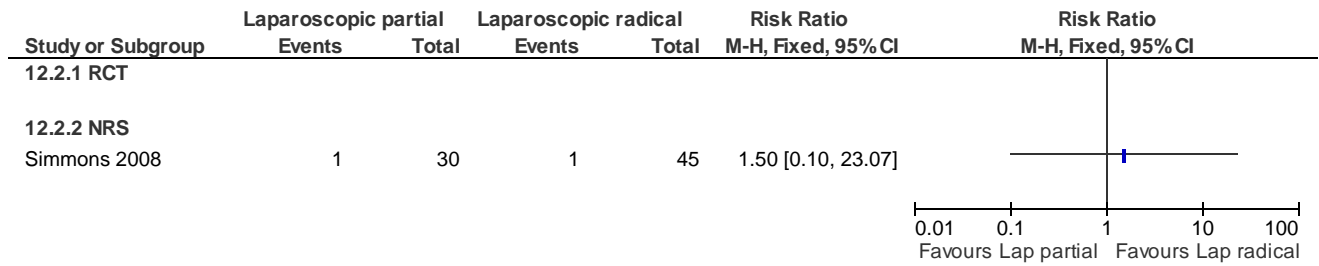 Laparoscopic partial Laparoscopic radical Risk Ratio Risk Ratio
Study or Subgroup Events Total Events Total M-H, Fixed, 95% CI M-H, Fixed, 95% CI
12.2.1 RCT
12.2.2 NRS
Simmons 2008 1 30 1 45 1.50 [0.10, 23.07]
0.01 0.1 1 10 100
Favours Lap partial Favours Lap radical